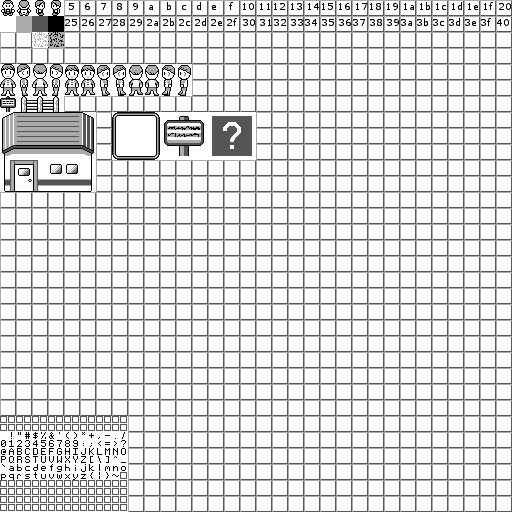 5 6 7 8 9 a b c d e f 10 11 12 13 14 15 16 17 18 19 1a 1b 1c 1d 1e 1f 20
25 26 27 28 29 2a 2b 2c 2d 2e 2f 30 31 32 33 34 35 36 37 38 39 3a 3b 3c 3d 3e 3f 40
?
!"#$%&'()*+,-./
0123456789:;<=>?
@ABCDEFGHIJKLMNO
PQRSTUVWXYZ[\]^_
`abcdefghijklmno
pqrstuvwxyz{|}~